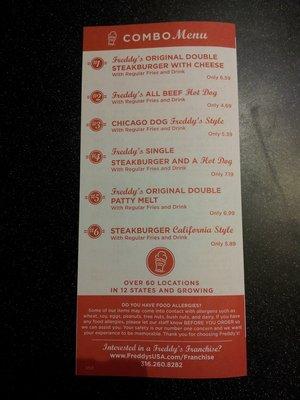 COMBO Menu
#1
Freddy's ORIGINAL DOUBLE
STEAKBURGER WITH CHEESE
With Regular Fries and Drink
Only 6.59
#2
Freddy's ALL BEEF Hot Dog
With Regular Fries and Drink
Only 4.69
#3
CHICAGO DOG Freddy's Style
With Regular Fries and Drink
Only 5.39
#4
Freddy's SINGLE
STEAKBURGER AND A Hot Dog
With Regular Fries and Drink
Only 7.19
#5
Freddy's ORIGINAL DOUBLE
PATTY MELT
With Regular Fries and Drink
Only 6.99
#6
STEAKBURGER California Style
With Regular Fries and Drink
Only 5.89
OVER 60 LOCATIONS
IN 12 STATES AND GROWING
DO YOU HAVE FOOD ALLERGIES?
Some of our items may come into contact with allergens such as
wheat, soy, eggs, peanuts, tree nuts, bush nuts, and dairy. If you have
any food allergies, please let our staff know BEFORE YOU ORDER so
we can assist you. Your safety is our number one concern and we want
your experience to be memorable. Thank you for choosing Freddy's!
Interested in a Freddy's Franchise?
www.FreddysUSA.com/Franchise
316.260.8282